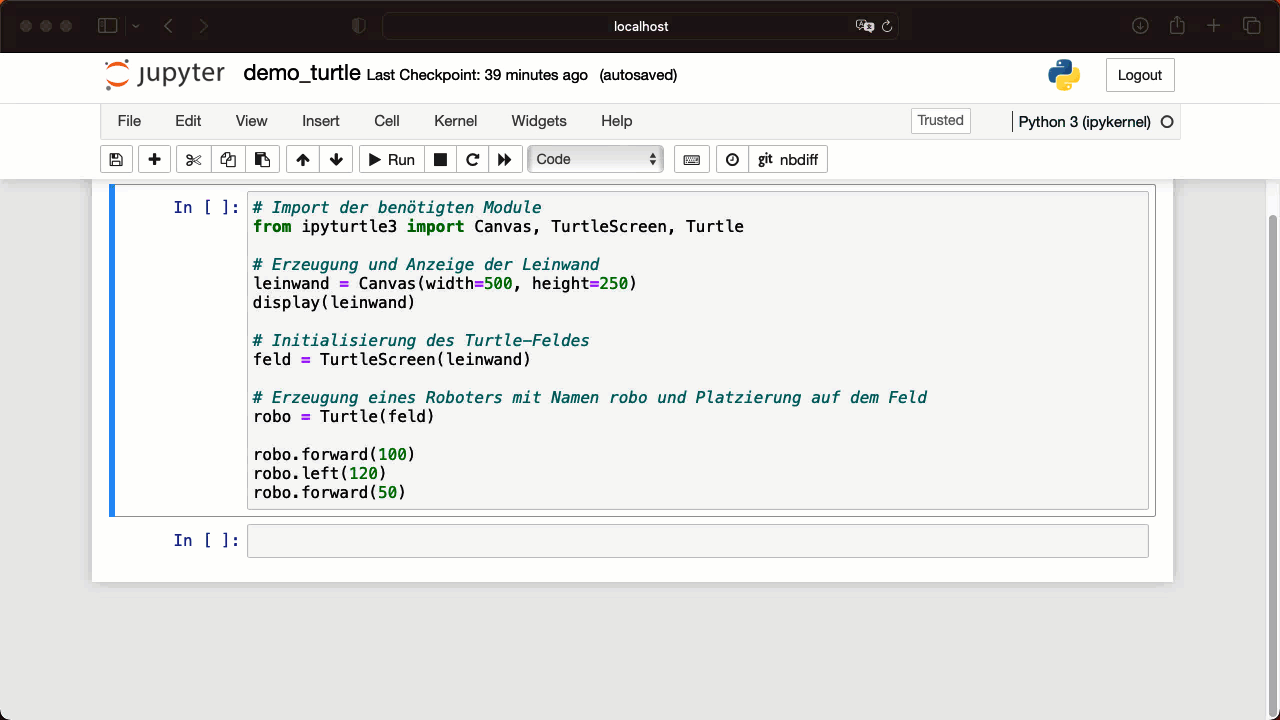 localhost
jupyter demo_turtle Last Checkpoint: 39 minutes ago (autosaved)
Logout
File Edit View Insert Cell Kernel Widgets Help Trusted Python 3 (ipykernel)
Run Code git nbdiff
In [ ]: # Import der benötigten Module
from ipyturtle3 import Canvas, TurtleScreen, Turtle
# Erzeugung und Anzeige der Leinwand
leinwand = Canvas(width=500, height=250)
display(leinwand)
# Initialisierung des Turtle-Feldes
feld = TurtleScreen(leinwand)
# Erzeugung eines Roboters mit Namen robo und Platzierung auf dem Feld
robo = Turtle(feld)
robo.forward(100)
robo.left(120)
robo.forward(50)
In [ ]: